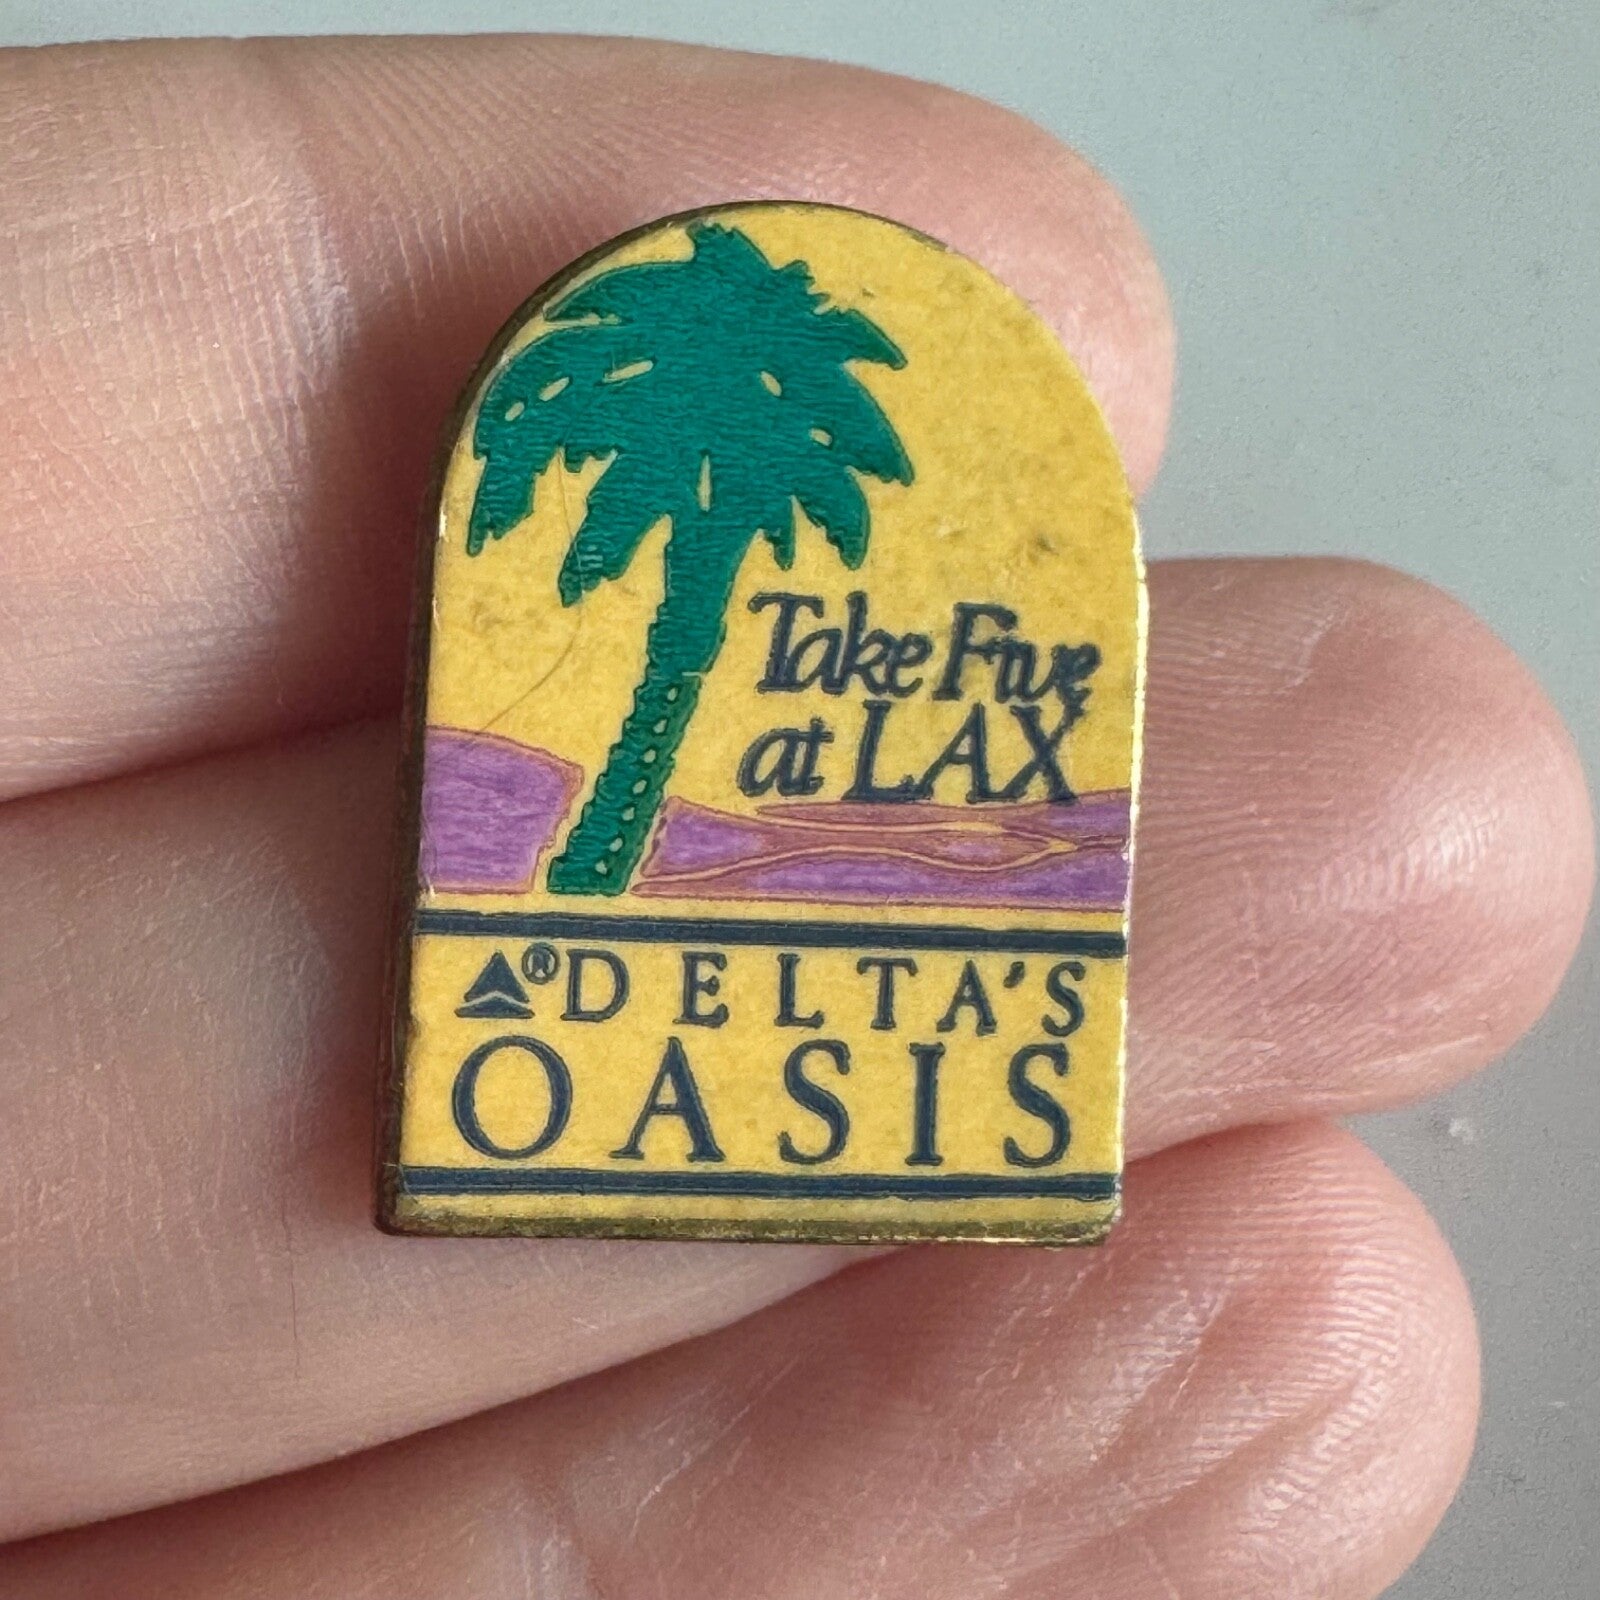 Take Five
at LAX
®DELTA'S
OASIS